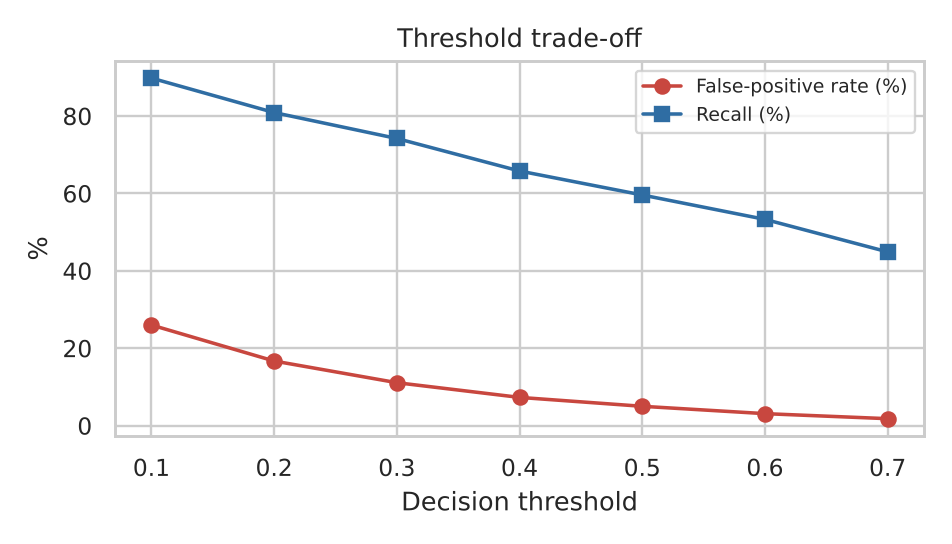 Threshold trade-off
False-positive rate (%)
Recall (%)
%
80
60
40
20
0
0.1 0.2 0.3 0.4 0.5 0.6 0.7
Decision threshold